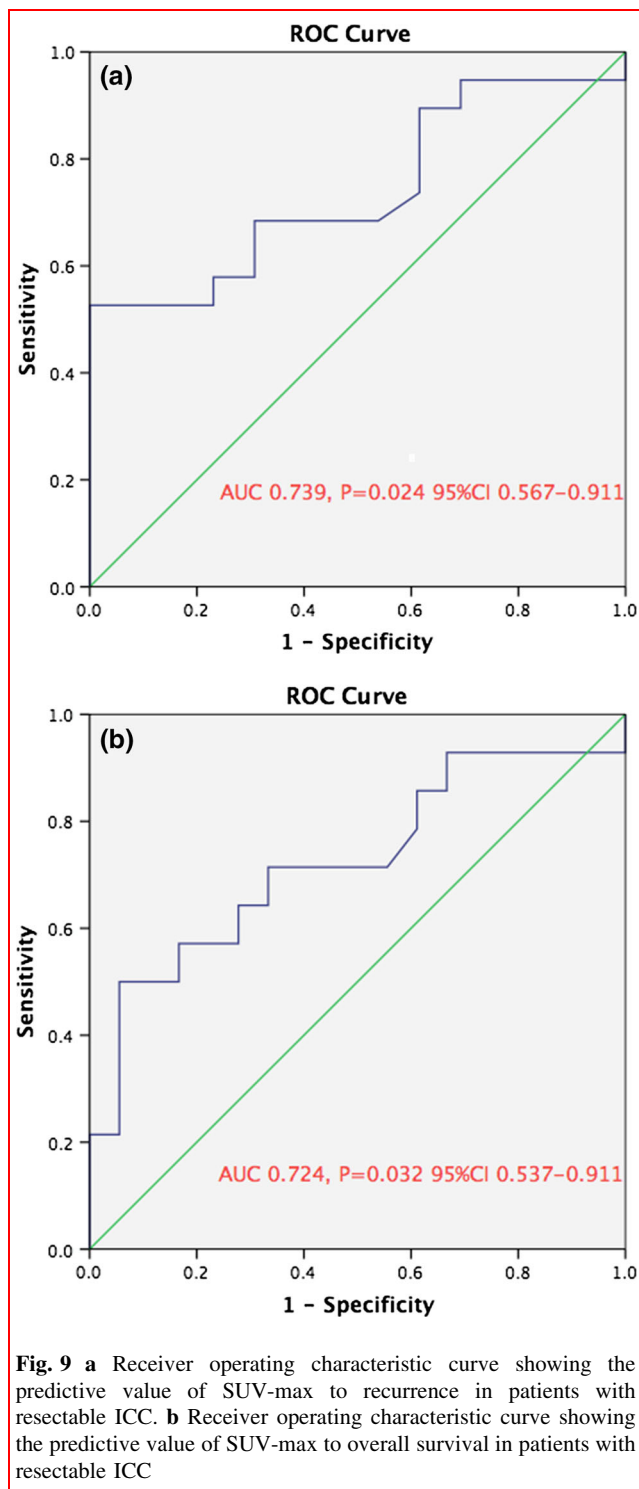 ROC Curve
(a)
1.0
0.8
0.6
0.4
0.2
0.0
Sensitivity
AUC 0.739, P=0.024 95%CI 0.567–0.911
0.0 0.2 0.4 0.6 0.8 1.0
1 – Specificity
ROC Curve
(b)
1.0
0.8
0.6
0.4
0.2
0.0
Sensitivity
AUC 0.724, P=0.032 95%CI 0.537–0.911
0.0 0.2 0.4 0.6 0.8 1.0
1 – Specificity
Fig. 9 a Receiver operating characteristic curve showing the
predictive value of SUV-max to recurrence in patients with
resectable ICC. b Receiver operating characteristic curve showing
the predictive value of SUV-max to overall survival in patients with
resectable ICC